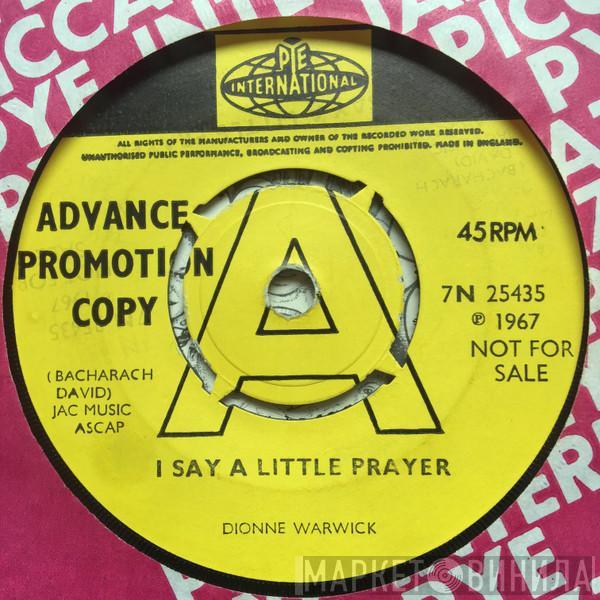 PYE
INTERNATIONAL
ALL RIGHTS OF THE MANUFACTURERS AND OWNER OF THE RECORDED WORK RESERVED.
UNAUTHORISED PUBLIC PERFORMANCE, BROADCASTING AND COPYING PROHIBITED. MADE IN ENGLAND.
ADVANCE
PROMOTION
COPY
A
45 RPM
7N 25435
℗ 1967
NOT FOR
SALE
(BACHARACH
DAVID)
JAC MUSIC
ASCAP
I SAY A LITTLE PRAYER
DIONNE WARWICK
МАРКЕТ ВИНИЛА